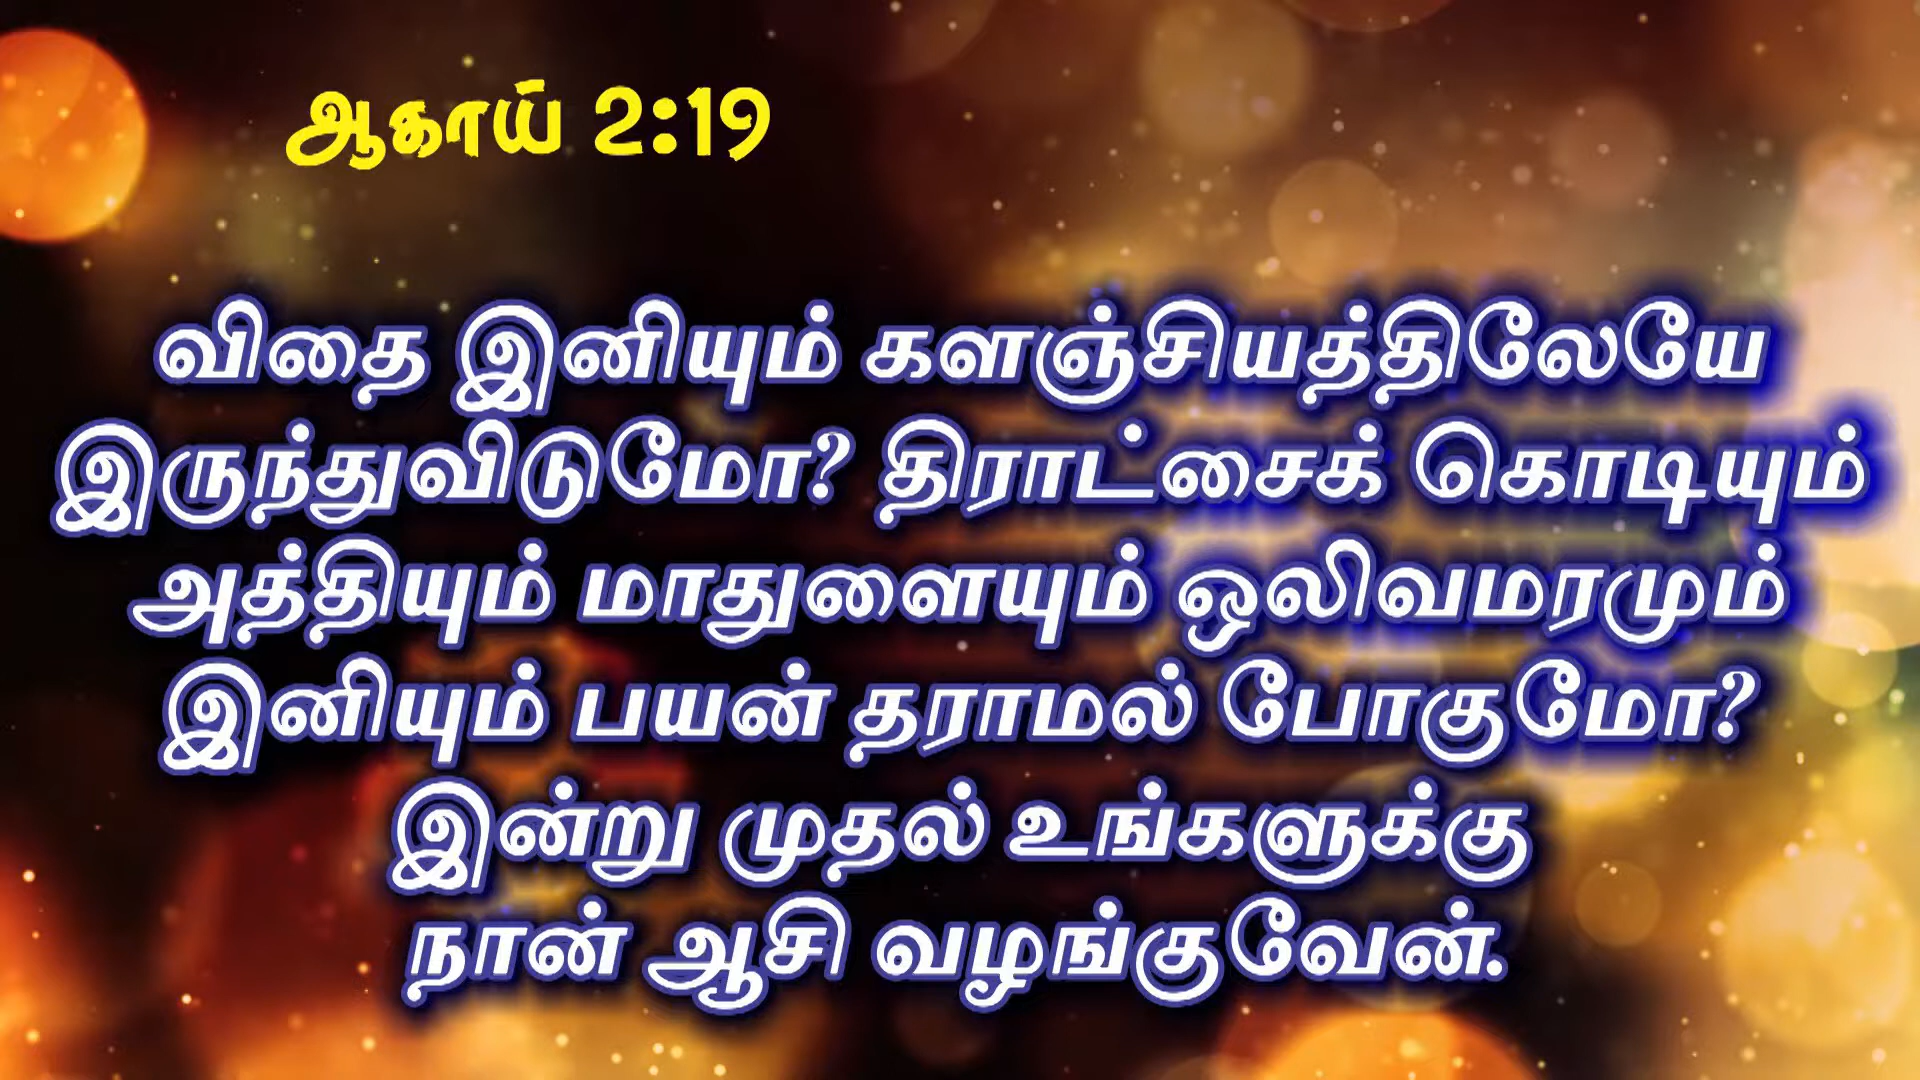 ஆகாய் 2:19
விதை இனியும் களஞ்சியத்திலேயே
இருந்துவிடுமோ? திராட்சைக் கொடியும்
அத்தியும் மாதுளையும் ஒலிவமரமும்
இனியும் பயன் தராமல் போகுமோ?
இன்று முதல் உங்களுக்கு
நான் ஆசி வழங்குவேன்.